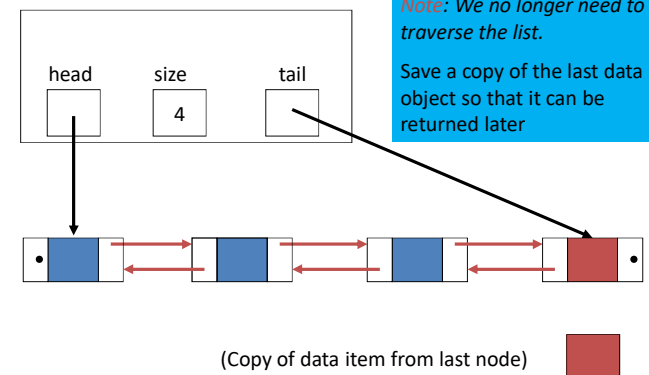 Note: We no longer need to
traverse the list.
Save a copy of the last data
object so that it can be
returned later
head size tail
4
(Copy of data item from last node)